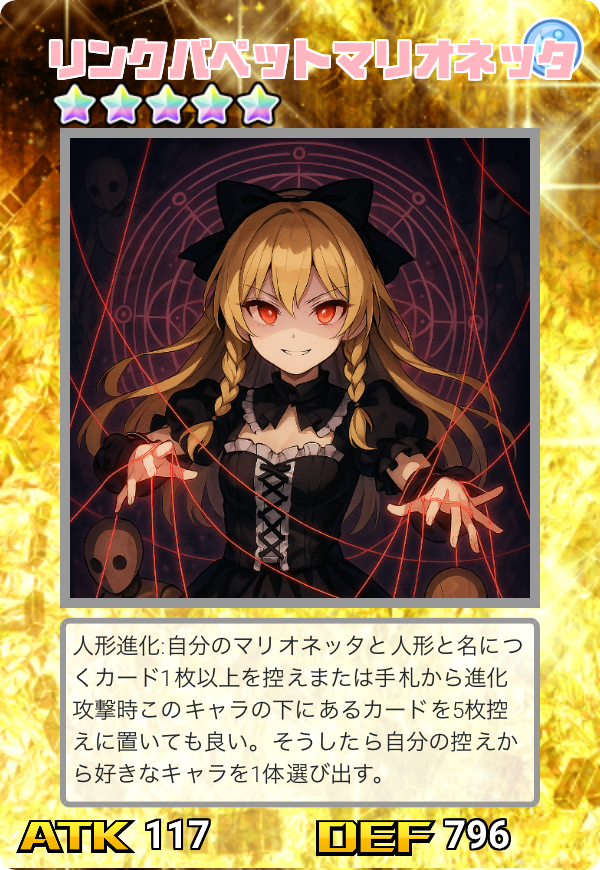 リンクパペットマリオネッタ
人形進化:自分のマリオネッタと人形と名につ
くカード1枚以上を控えまたは手札から進化
攻撃時このキャラの下にあるカードを5枚控
えに置いても良い。そうしたら自分の控えか
ら好きなキャラを1体選び出す。
ATK 117 DEF 796